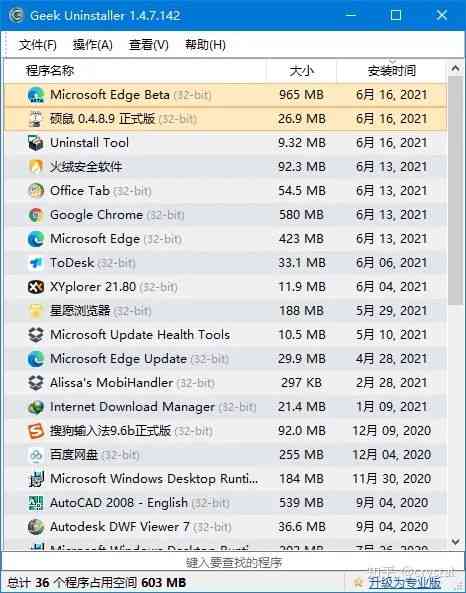 Geek Uninstaller 1.4.7.142
文件(F) 操作(A) 查看(V) 帮助(H)
程序名称 大小 安装时间
Microsoft Edge Beta (32-bit) 965 MB 6月 16, 2021
硕鼠 0.4.8.9 正式版 (32-bit) 26.9 MB 6月 16, 2021
Uninstall Tool 9.32 MB 6月 16, 2021
火绒安全软件 92.3 MB 6月 13, 2021
Office Tab (32-bit) 54.5 MB 6月 13, 2021
Google Chrome (32-bit) 580 MB 6月 13, 2021
Microsoft Edge (32-bit) 423 MB 6月 13, 2021
ToDesk (32-bit) 33.1 MB 6月 06, 2021
XYplorer 21.80 (32-bit) 11.9 MB 6月 04, 2021
星愿浏览器 (32-bit) 188 MB 5月 29, 2021
Microsoft Update Health Tools 10.5 MB 5月 10, 2021
Microsoft Edge Update (32-bit) 29.9 MB 4月 28, 2021
Alissa's MobiHandler (32-bit) 297 KB 2月 28, 2021
Internet Download Manager (32-bit) 21.4 MB 1月 09, 2021
搜狗输入法9.6b正式版 (32-bit) 92.0 MB 12月 09, 2020
百度网盘 (32-bit) 255 MB 12月 04, 2020
Microsoft Windows Desktop Runti... 184 MB 11月 30, 2020
AutoCAD 2008 - English (32-bit) 539 MB 9月 04, 2020
Autodesk DWF Viewer 7 (32-bit) 36.6 MB 9月 04, 2020
Microsoft Windows Desktop Runti... 203 MB 7月 26, 2020
键入要查找的程序
总计 36 个程序占用空间 603 MB 升级为专业版
知乎